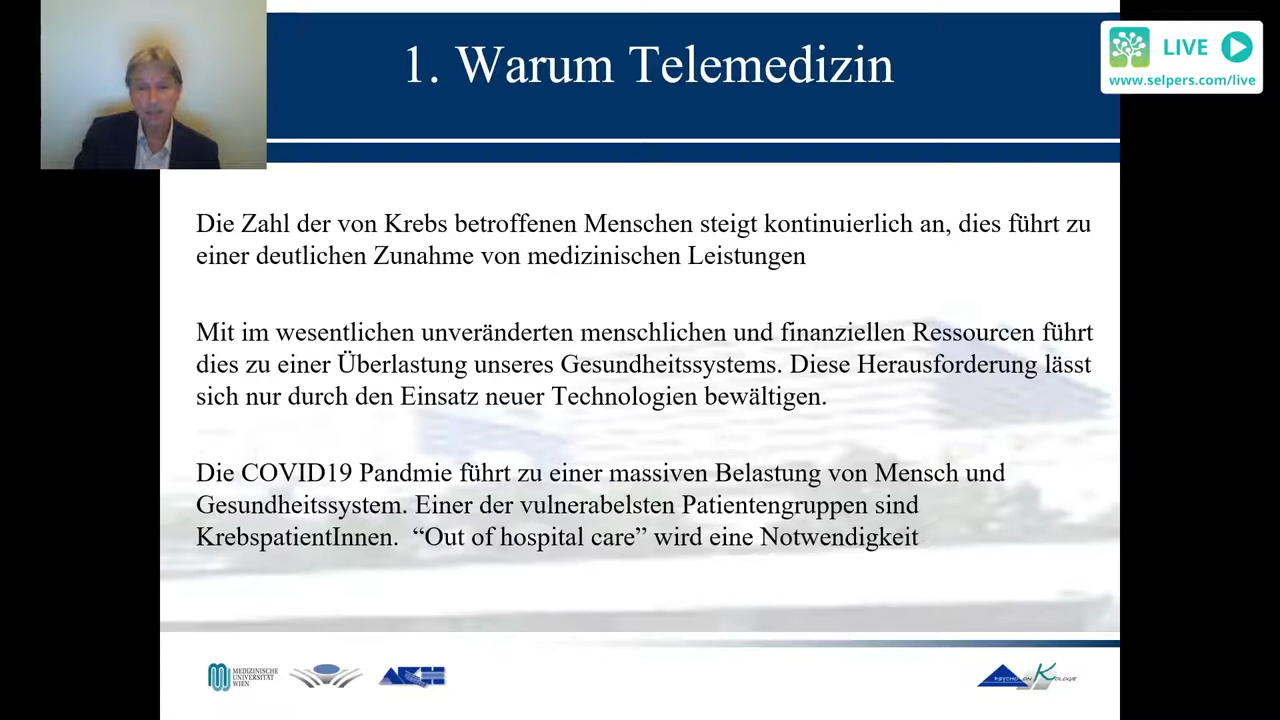 1. Warum Telemedizin
LIVE
www.selpers.com/live
Die Zahl der von Krebs betroffenen Menschen steigt kontinuierlich an, dies führt zu
einer deutlichen Zunahme von medizinischen Leistungen
Mit im wesentlichen unveränderten menschlichen und finanziellen Ressourcen führt
dies zu einer Überlastung unseres Gesundheitssystems. Diese Herausforderung lässt
sich nur durch den Einsatz neuer Technologien bewältigen.
Die COVID19 Pandmie führt zu einer massiven Belastung von Mensch und
Gesundheitssystem. Einer der vulnerabelsten Patientengruppen sind
KrebspatientInnen. “Out of hospital care” wird eine Notwendigkeit
MEDIZINISCHE
UNIVERSITÄT
WIEN
AKH
PSYCHO ON KOLOGIE